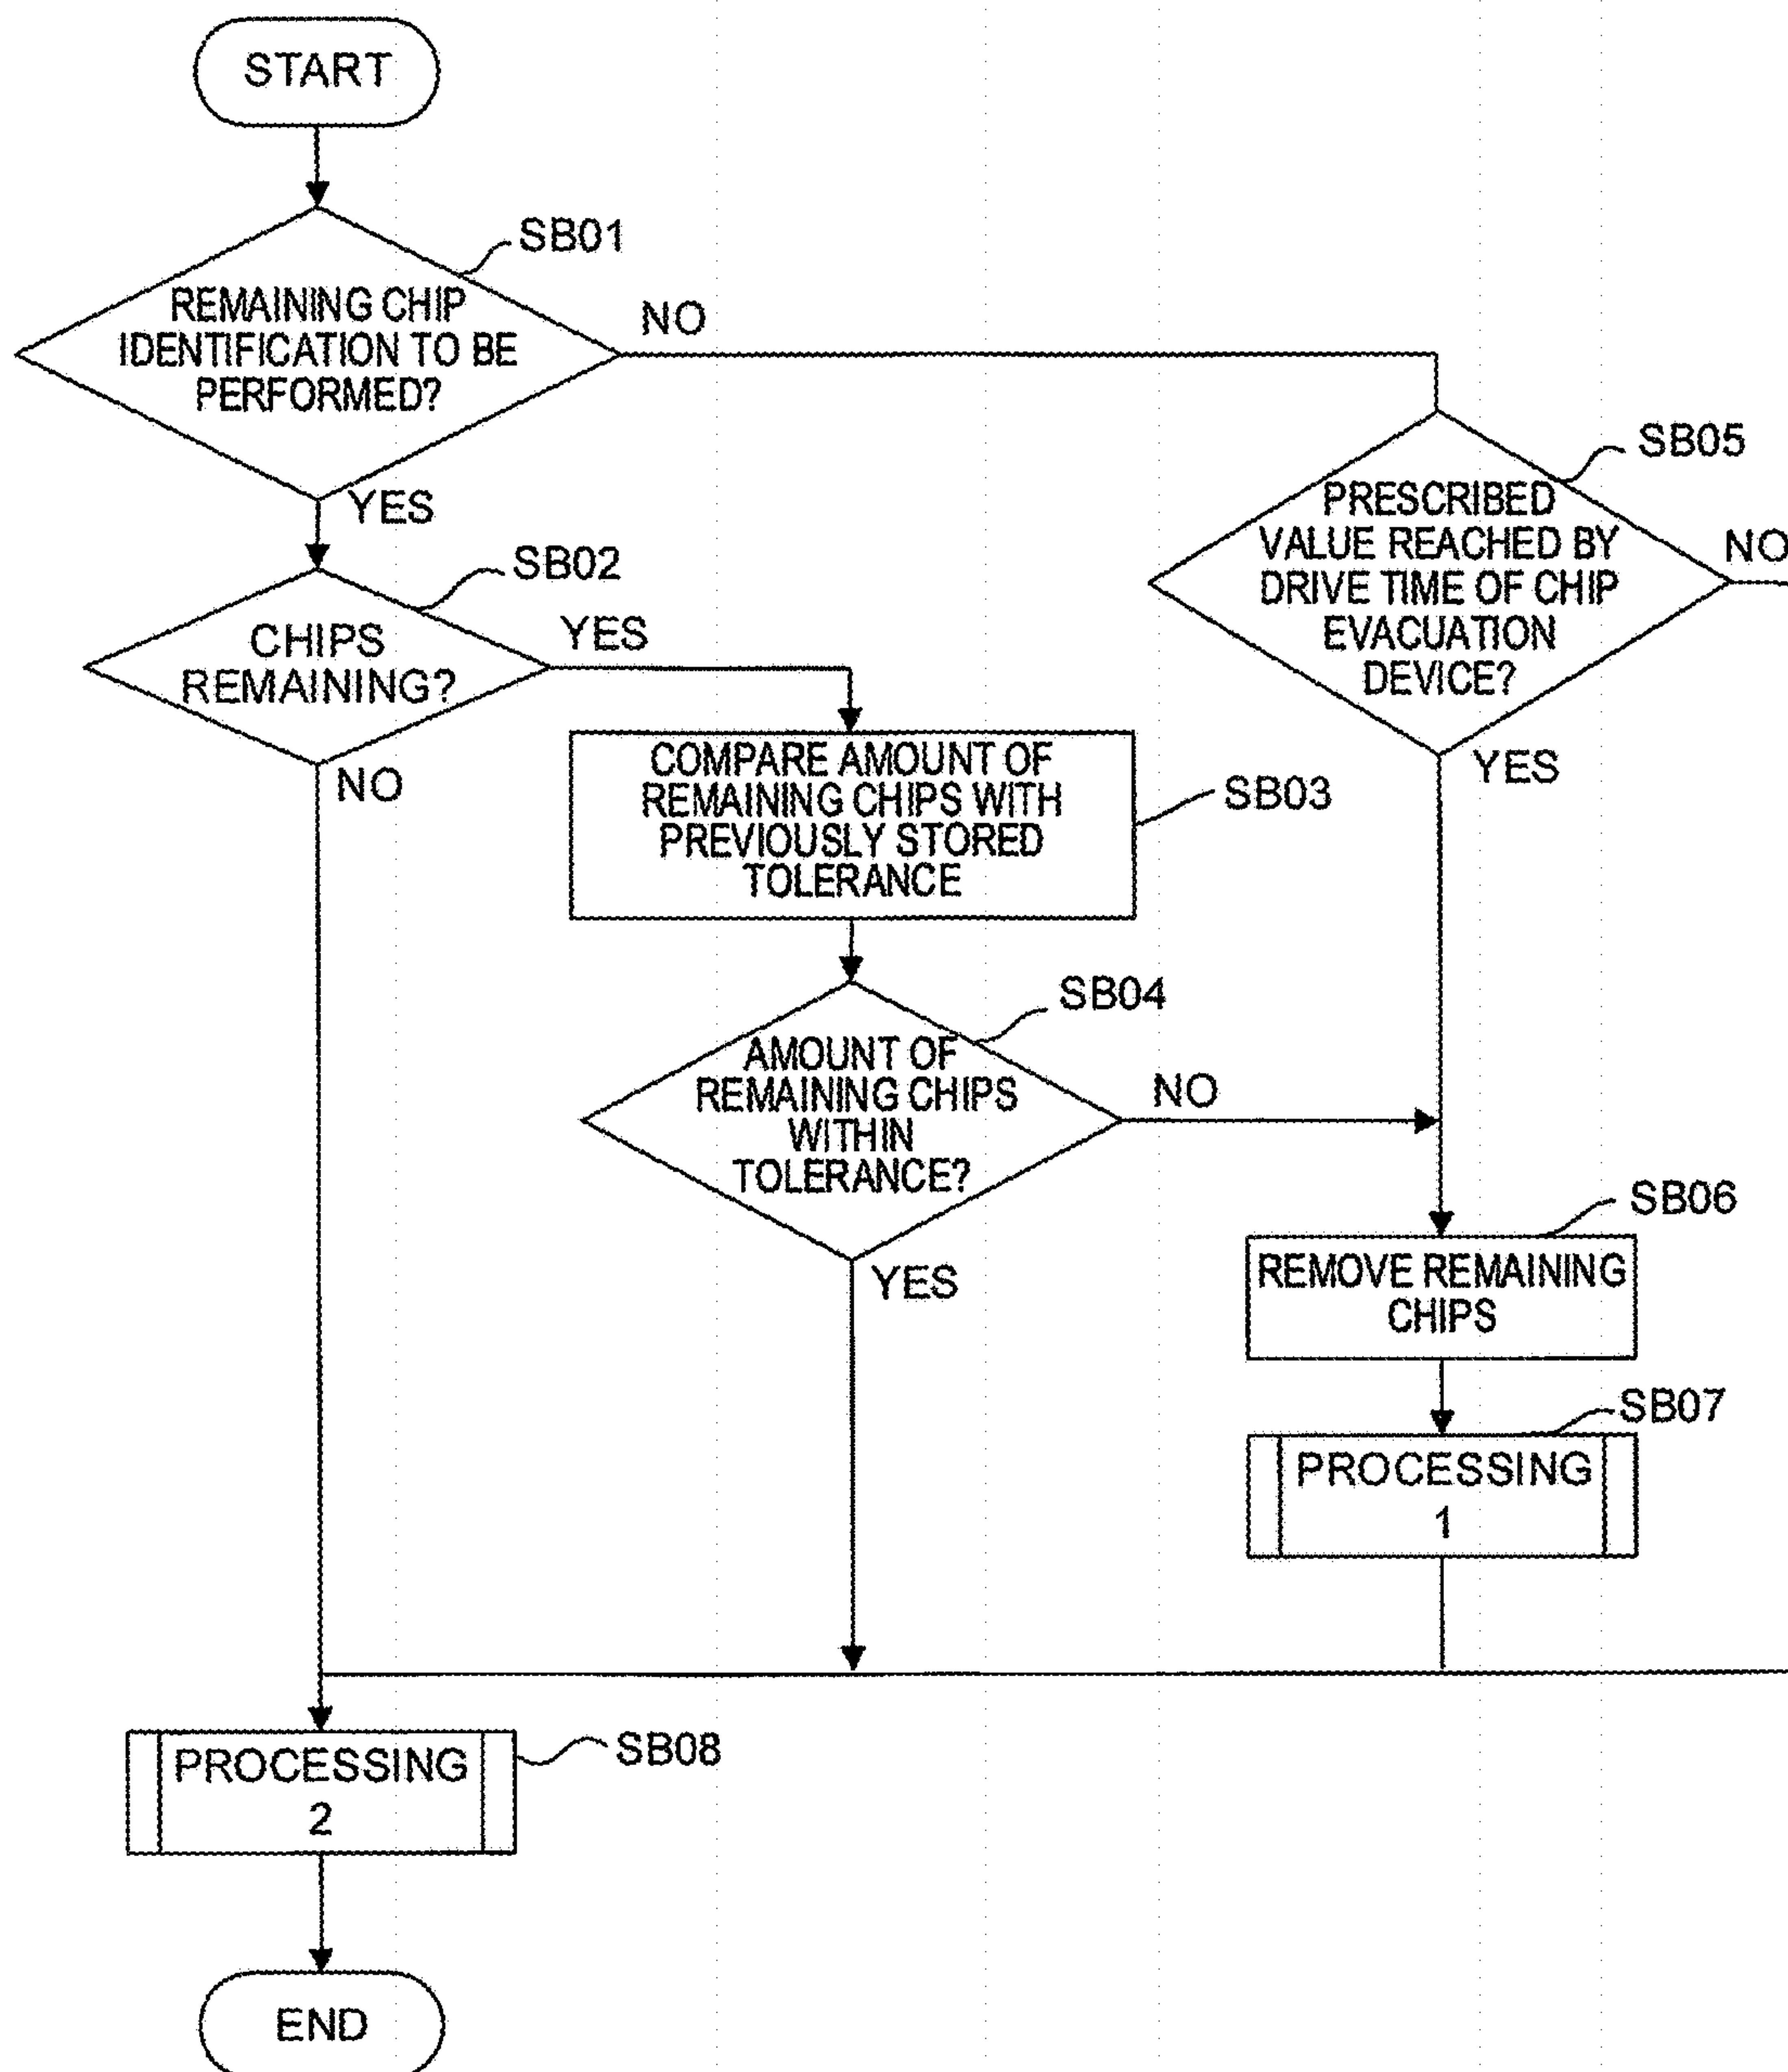 START
SB01
REMAINING CHIP
IDENTIFICATION TO BE
PERFORMED?
NO
YES
SB05
PRESCRIBED
VALUE REACHED BY
DRIVE TIME OF CHIP
EVACUATION
DEVICE?
NO
YES
SB02
CHIPS
REMAINING?
YES
NO
COMPARE AMOUNT OF
REMAINING CHIPS WITH
PREVIOUSLY STORED
TOLERANCE
SB03
SB04
AMOUNT OF
REMAINING CHIPS
WITHIN
TOLERANCE?
NO
YES
SB06
REMOVE REMAINING
CHIPS
SB07
PROCESSING
1
PROCESSING
2
SB08
END